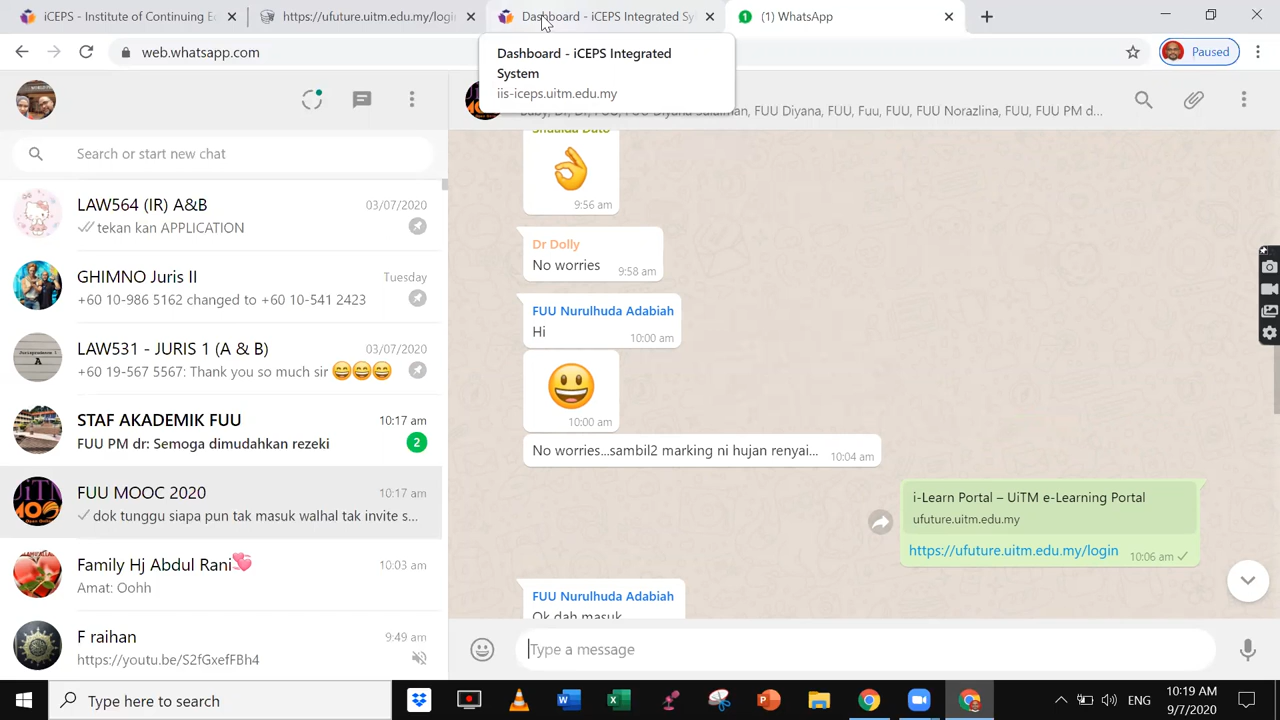 iCEPS - Institute of Continuing E
https://ufuture.uitm.edu.my/logi
Dashboard - iCEPS Integrated Sy
(1) WhatsApp
web.whatsapp.com
Paused
Dashboard - iCEPS Integrated
System
iis-iceps.uitm.edu.my
FUU Diyana Sulaiman, FUU Diyana, FUU, Fuu, FUU, FUU Norazlina, FUU, FUU PM d...
Search or start new chat
LAW564 (IR) A&B
03/07/2020
tekan kan APPLICATION
GHIMNO Juris II
Tuesday
+60 10-986 5162 changed to +60 10-541 2423
LAW531 - JURIS 1 (A & B)
03/07/2020
+60 19-567 5567: Thank you so much sir 😄😄😄
STAF AKADEMIK FUU
10:17 am
FUU PM dr: Semoga dimudahkan rezeki
2
FUU MOOC 2020
10:17 am
dok tunggu siapa pun tak masuk walhal tak invite s...
Family Hj Abdul Rani💞
10:03 am
Amat: Oohh
F raihan
9:49 am
https://youtu.be/S2fGxefFBh4
👌
9:56 am
Dr Dolly
No worries
9:58 am
FUU Nurulhuda Adabiah
Hi
10:00 am
😃
10:00 am
No worries...sambil2 marking ni hujan renyai...
10:04 am
i-Learn Portal – UiTM e-Learning Portal
ufuture.uitm.edu.my
https://ufuture.uitm.edu.my/login
10:06 am
FUU Nurulhuda Adabiah
Ok dah masuk
Type a message
Type here to search
ENG
10:19 AM
9/7/2020